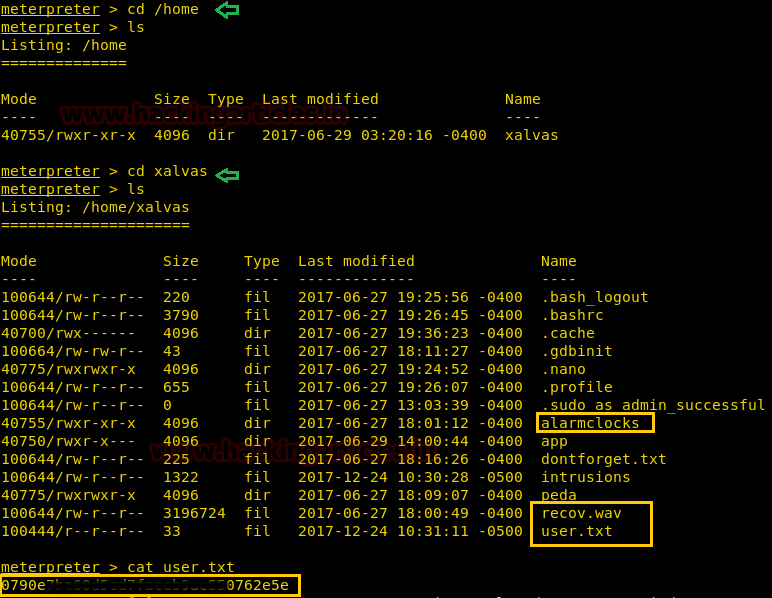 meterpreter > cd /home
meterpreter > ls
Listing: /home
==============
Mode Size Type Last modified Name
---- ---- ---- ------------- ----
www.hackingarticles.in
40755/rwxr-xr-x 4096 dir 2017-06-29 03:20:16 -0400 xalvas
meterpreter > cd xalvas
meterpreter > ls
Listing: /home/xalvas
=====================
Mode Size Type Last modified Name
---- ---- ---- ------------- ----
100644/rw-r--r-- 220 fil 2017-06-27 19:25:56 -0400 .bash_logout
100644/rw-r--r-- 3790 fil 2017-06-27 19:26:45 -0400 .bashrc
40700/rwx------ 4096 dir 2017-06-27 19:36:23 -0400 .cache
100664/rw-rw-r-- 43 fil 2017-06-27 18:11:27 -0400 .gdbinit
40775/rwxrwxr-x 4096 dir 2017-06-27 19:24:52 -0400 .nano
100644/rw-r--r-- 655 fil 2017-06-27 19:26:07 -0400 .profile
100644/rw-r--r-- 0 fil 2017-06-27 13:03:39 -0400 .sudo_as_admin_successful
40755/rwxr-xr-x 4096 dir 2017-06-27 18:01:12 -0400 alarmclocks
40750/rwxr-x--- 4096 dir 2017-06-29 11:00:44 -0400 app
www.hackingarticles.in
100644/rw-r--r-- 225 fil 2017-06-27 18:16:26 -0400 dontforget.txt
100644/rw-r--r-- 1322 fil 2017-12-24 10:30:28 -0500 intrusions
40775/rwxrwxr-x 4096 dir 2017-06-27 18:09:07 -0400 peda
100644/rw-r--r-- 3196724 fil 2017-06-27 18:00:49 -0400 recov.wav
100444/r--r--r-- 33 fil 2017-12-24 10:31:11 -0500 user.txt
meterpreter > cat user.txt